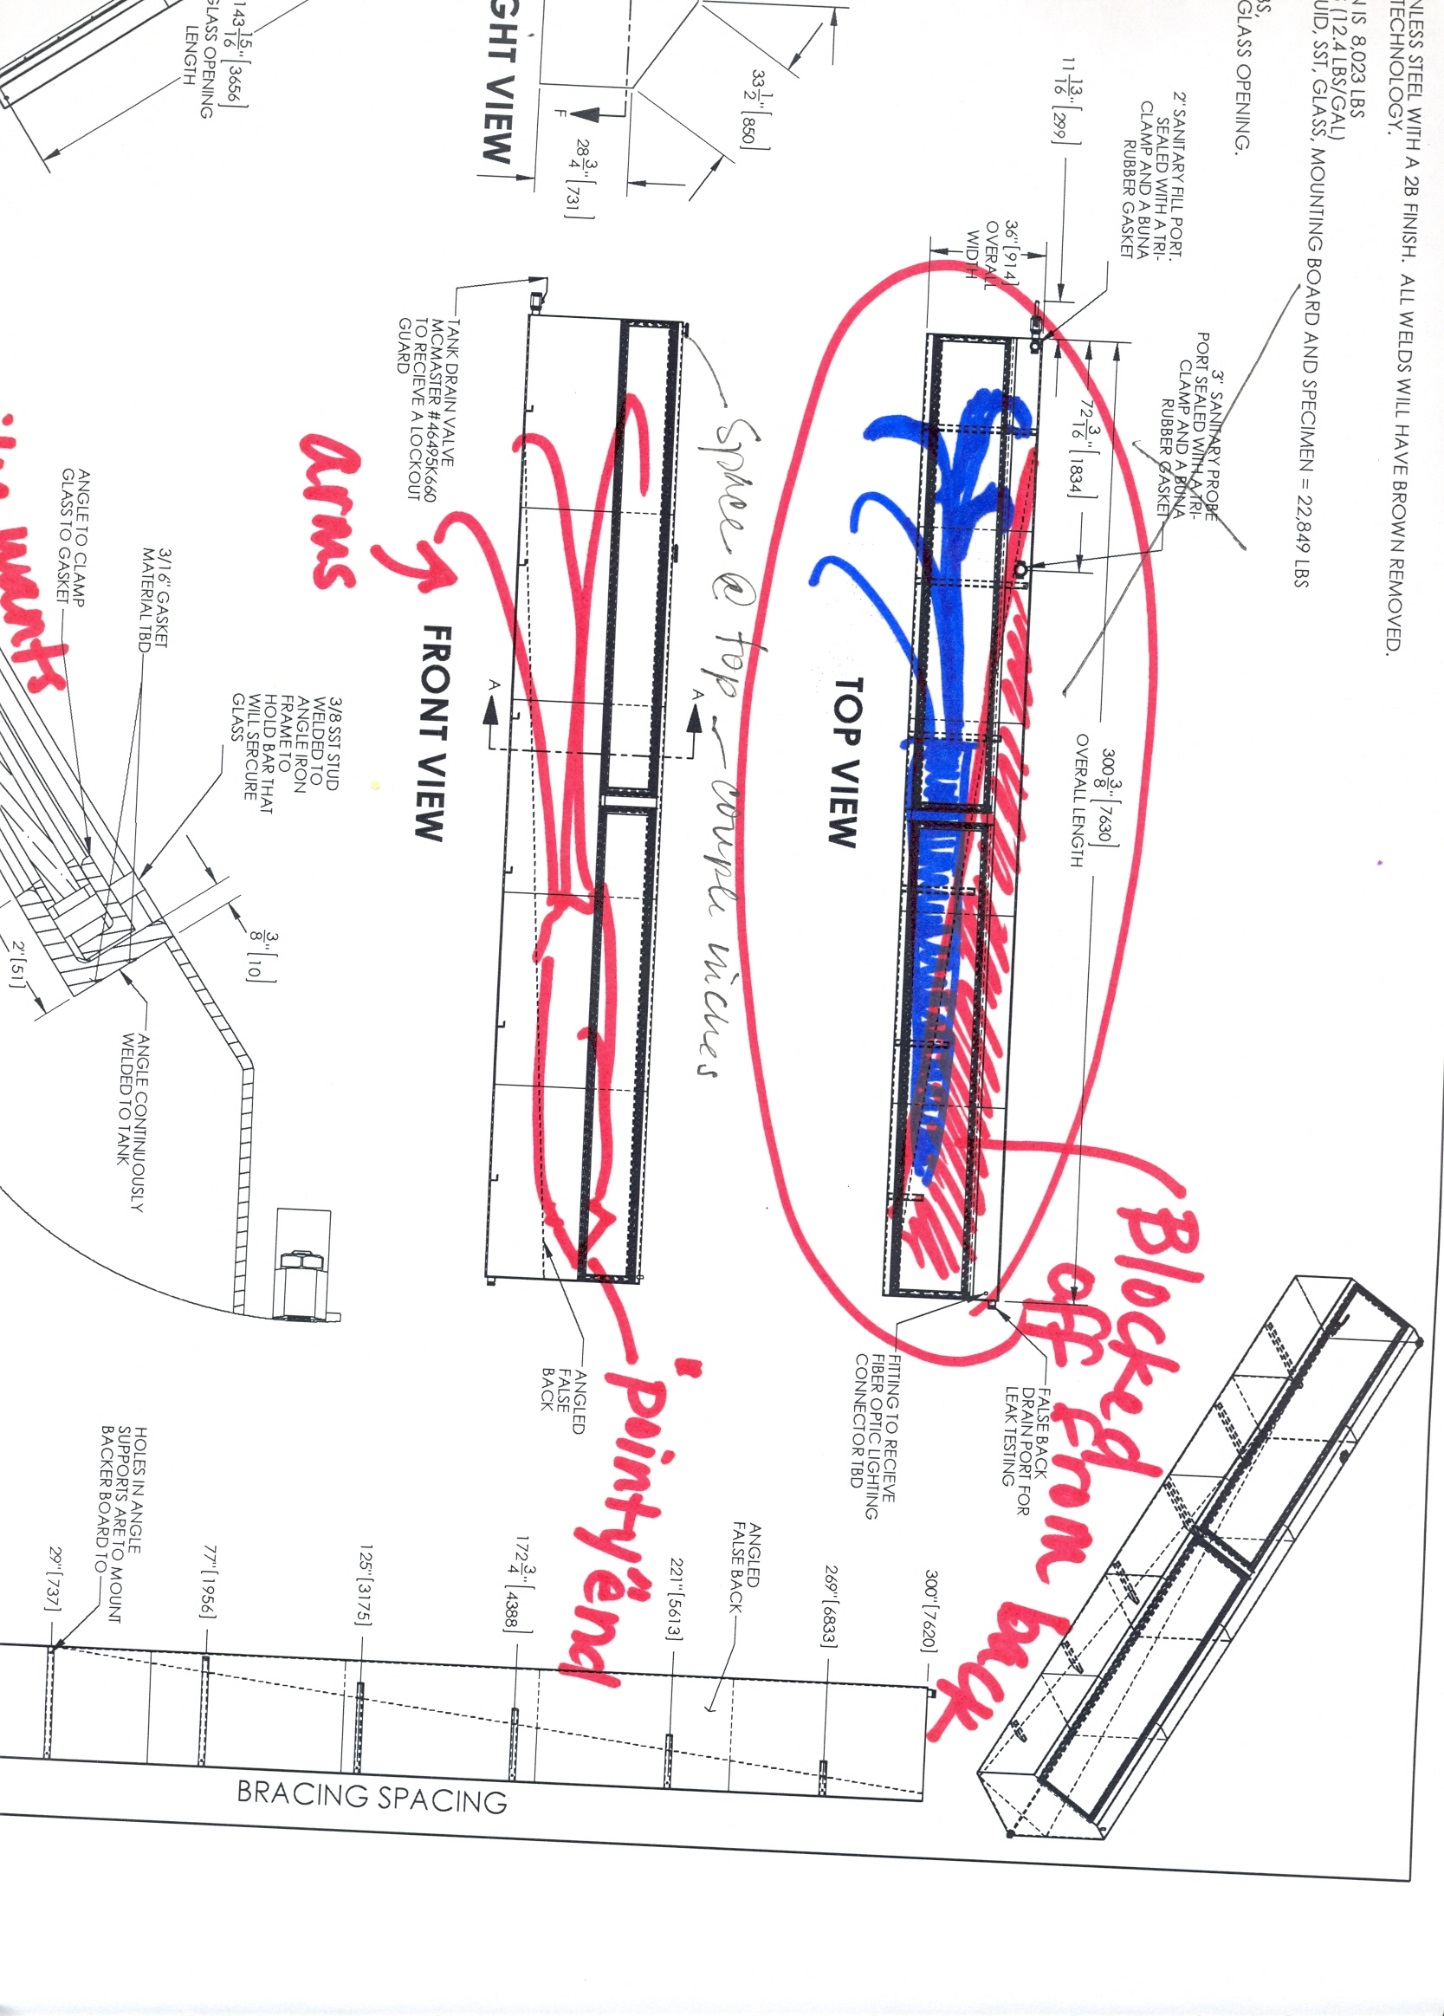 NLESS STEEL WITH A 2B FINISH. ALL WELDS WILL HAVE BROWN REMOVED.
TECHNOLOGY.
N IS 8,023 LBS
(12.4 LBS/GAL)
UID, SST, GLASS, MOUNTING BOARD AND SPECIMEN = 22,849 LBS
GLASS OPENING.
2" SANITARY FILL PORT.
SEALED WITH A TRI-
CLAMP AND A BUNA
RUBBER GASKET
3" SANITARY PROBE
PORT SEALED WITH A TRI-
CLAMP AND A BUNA
RUBBER GASKET
11 13/16" [299]
72 3/16" [1834]
300 3/8" [7630]
OVERALL LENGTH
36" [914]
OVERALL
WIDTH
TOP VIEW
Blocked
off from back
FALSE BACK
DRAIN PORT FOR
LEAK TESTING
FITTING TO RECIEVE
FIBER OPTIC LIGHTING
CONNECTOR TBD
33 1/2" [850]
28 3/4" [731]
F
GHT VIEW
Space @ top - couple inches
TANK DRAIN VALVE
MCMASTER #46495K660
TO RECIEVE A LOCKOUT
GUARD
A
A
FRONT VIEW
arms
"pointy" end
ANGLED
FALSE
BACK
143 15/16" [3656]
GLASS OPENING
LENGTH
wants
ANGLE TO CLAMP
GLASS TO GASKET
3/16" GASKET
MATERIAL TBD
3/8 SST STUD
WELDED TO
ANGLE IRON
FRAME TO
HOLD BAR THAT
WILL SERCURE
GLASS
3/8" [10]
2" [51]
ANGLE CONTINUOUSLY
WELDED TO TANK
HOLES IN ANGLE
SUPPORTS ARE TO MOUNT
BACKER BOARD TO
ANGLED
FALSE BACK
29" [737]
77" [1956]
125" [3175]
172 3/4" [4388]
221" [5613]
269" [6833]
300" [7620]
BRACING SPACING